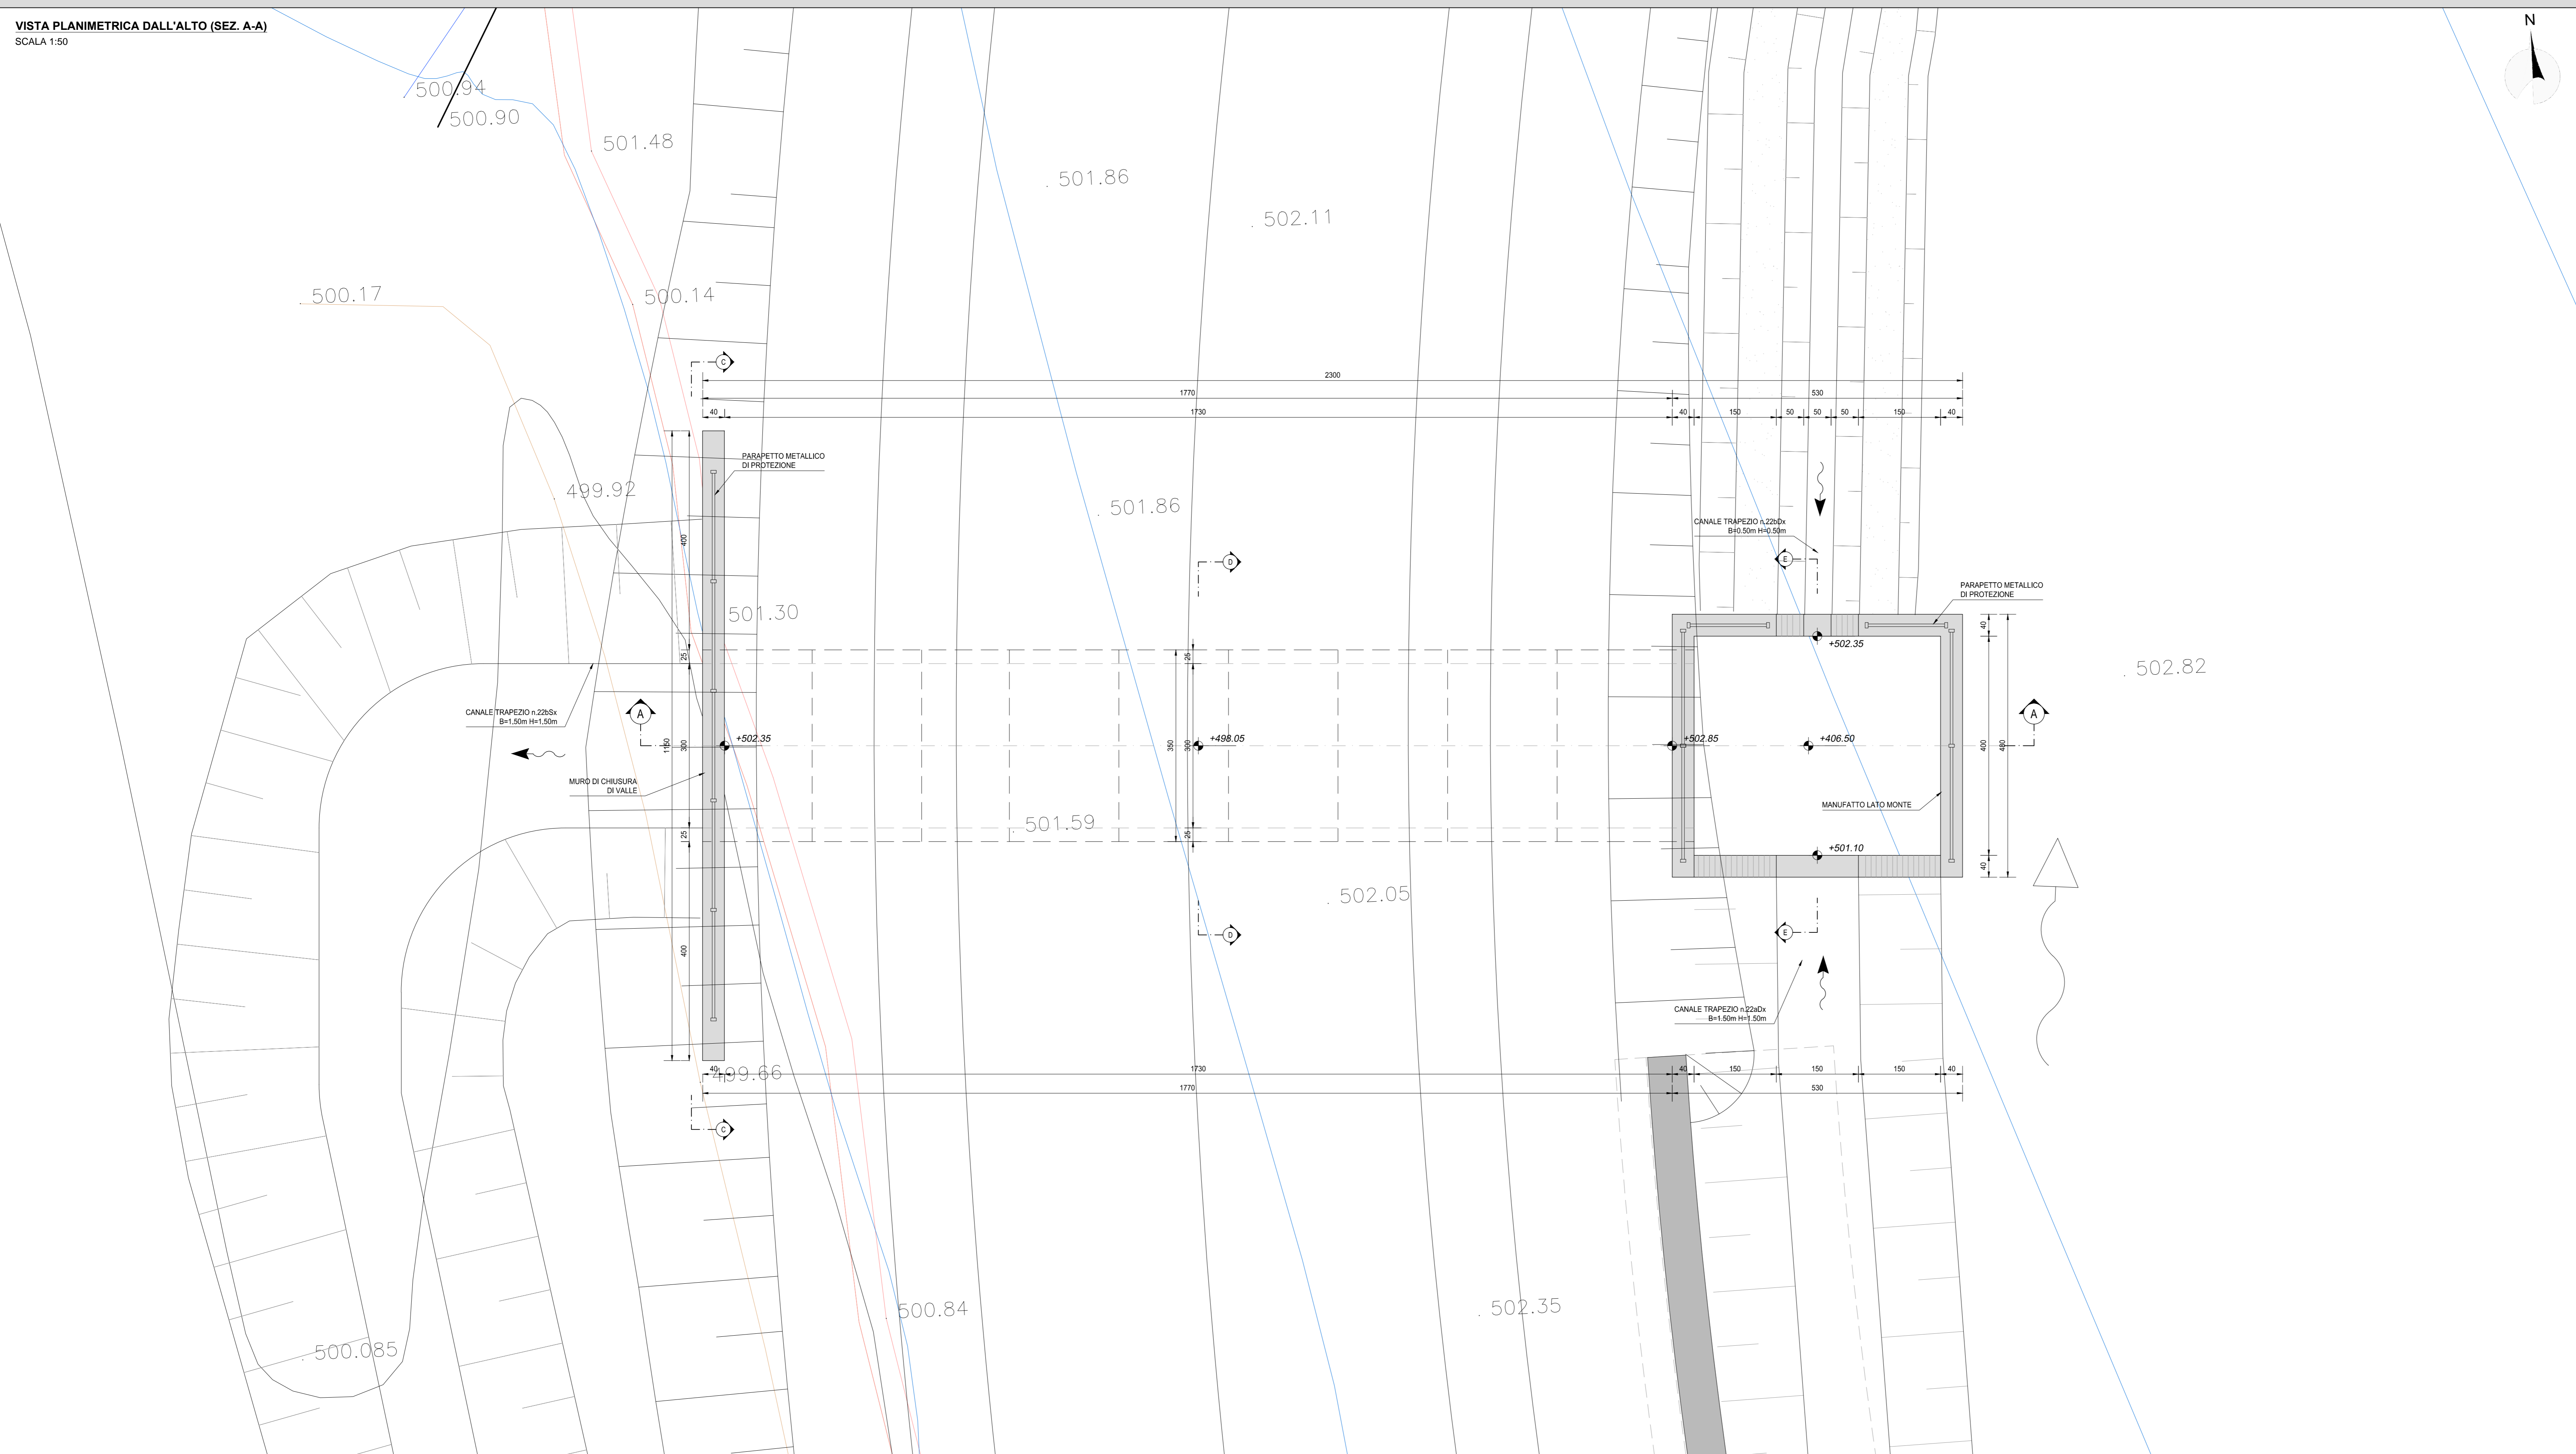 VISTA PLANIMETRICA DALL'ALTO (SEZ. A-A)
SCALA 1:50
N
500.94
500.90
501.48
501.86
502.11
500.17
500.14
C
2300
1770
530
40
1730
40
150
50
50
50
150
40
PARAPETTO METALLICO
DI PROTEZIONE
499.92
400
501.86
CANALE TRAPEZIO n.22bDx
B=0.50m H=0.50m
D
E
PARAPETTO METALLICO
DI PROTEZIONE
501.30
40
+502.35
25
25
502.82
CANALE TRAPEZIO n.22bSx
B=1,50m H=1,50m
A
A
1150
300
+502.35
350
300
+498.05
+502.85
+406.50
400
480
MURO DI CHIUSURA
DI VALLE
MANUFATTO LATO MONTE
501.59
25
25
+501.10
40
502.05
D
E
400
CANALE TRAPEZIO n.22aDx
B=1.50m H=1.50m
499.66
40
1730
40
150
150
150
40
1770
530
C
500.84
502.35
500.085